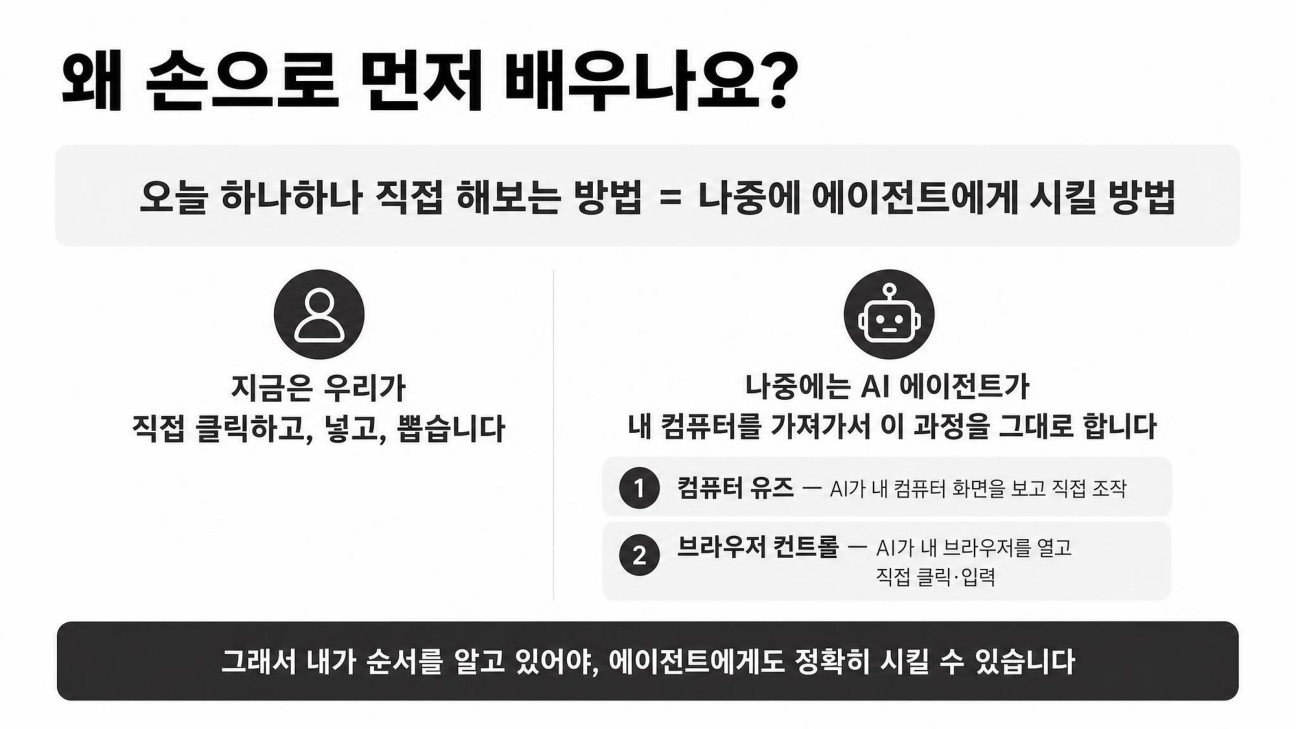 왜 손으로 먼저 배우나요?
오늘 하나하나 직접 해보는 방법 = 나중에 에이전트에게 시킬 방법
지금은 우리가
직접 클릭하고, 넣고, 뽑습니다
나중에는 AI 에이전트가
내 컴퓨터를 가져가서 이 과정을 그대로 합니다
1 컴퓨터 유즈 — AI가 내 컴퓨터 화면을 보고 직접 조작
2 브라우저 컨트롤 — AI가 내 브라우저를 열고
직접 클릭·입력
그래서 내가 순서를 알고 있어야, 에이전트에게도 정확히 시킬 수 있습니다